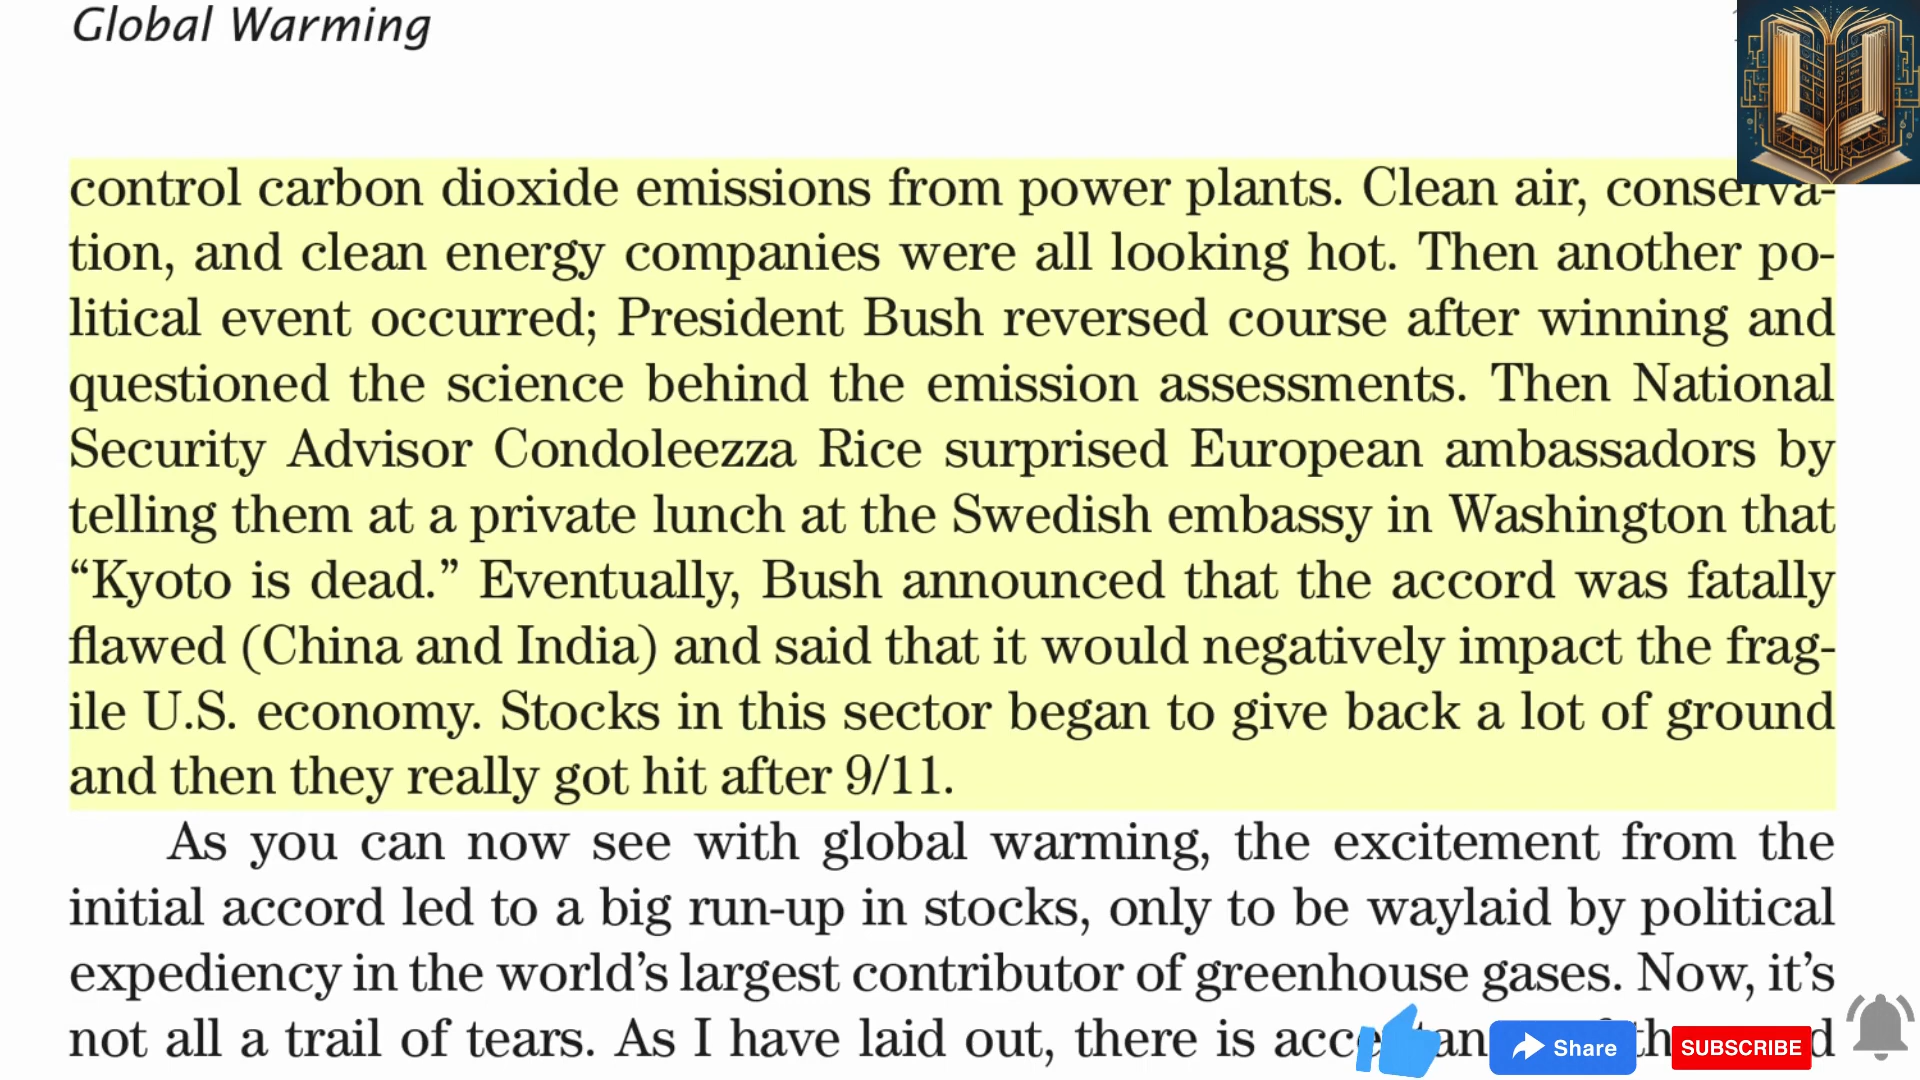 Global Warming
control carbon dioxide emissions from power plants. Clean air, conserva-
tion, and clean energy companies were all looking hot. Then another po-
litical event occurred; President Bush reversed course after winning and
questioned the science behind the emission assessments. Then National
Security Advisor Condoleezza Rice surprised European ambassadors by
telling them at a private lunch at the Swedish embassy in Washington that
“Kyoto is dead.” Eventually, Bush announced that the accord was fatally
flawed (China and India) and said that it would negatively impact the frag-
ile U.S. economy. Stocks in this sector began to give back a lot of ground
and then they really got hit after 9/11.
As you can now see with global warming, the excitement from the
initial accord led to a big run-up in stocks, only to be waylaid by political
expediency in the world’s largest contributor of greenhouse gases. Now, it’s
not all a trail of tears. As I have laid out, there is
Share
SUBSCRIBE